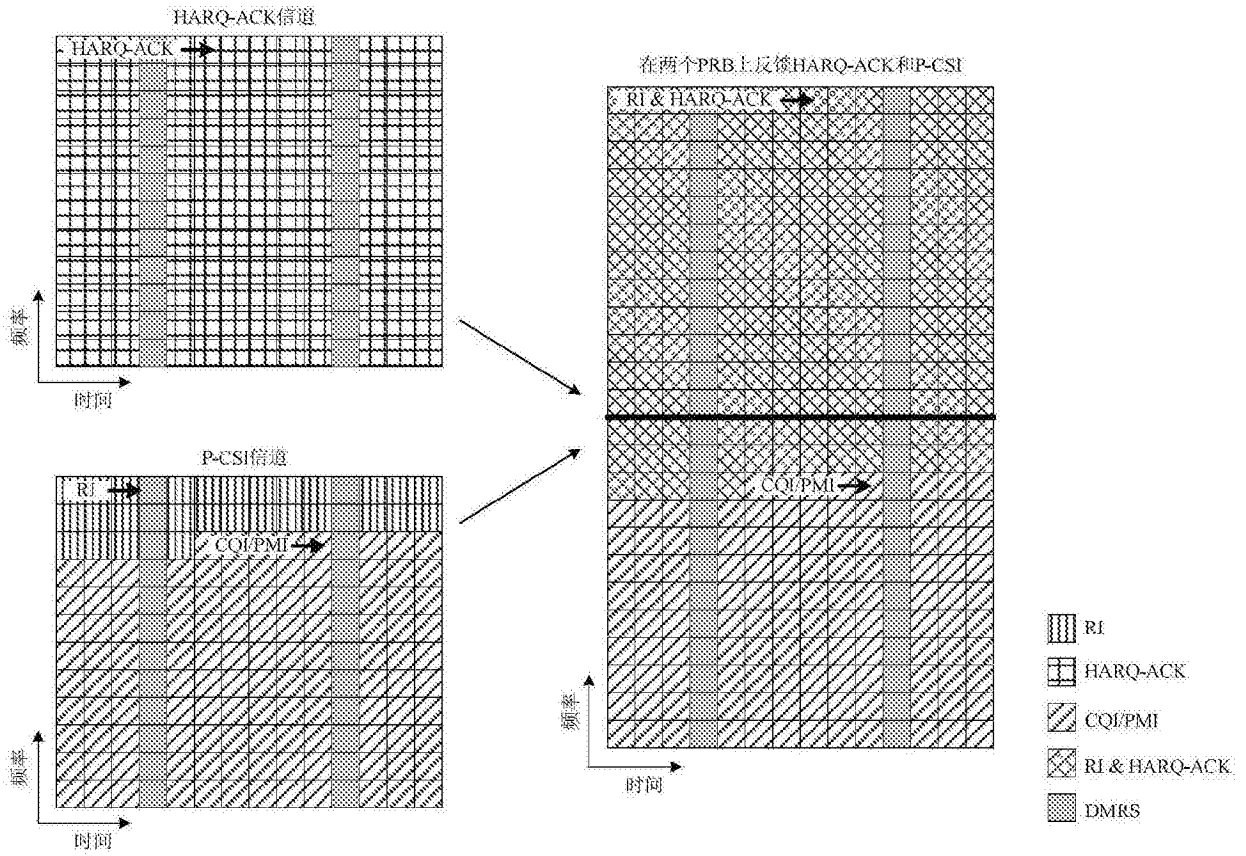 HARQ-ACK信道
HARQ-ACK
频率
时间
P-CSI信道
RI
CQI/PMI
频率
时间
在两个PRB上反馈HARQ-ACK和P-CSI
RI & HARQ-ACK
CQI/PMI
频率
时间
RI
HARQ-ACK
CQI/PMI
RI & HARQ-ACK
DMRS